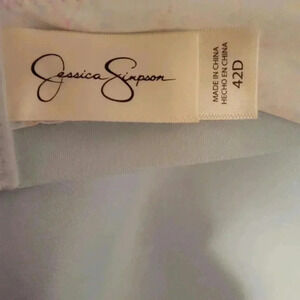 Jessica Simpson
MADE IN CHINA
HECHO EN CHINA
42D